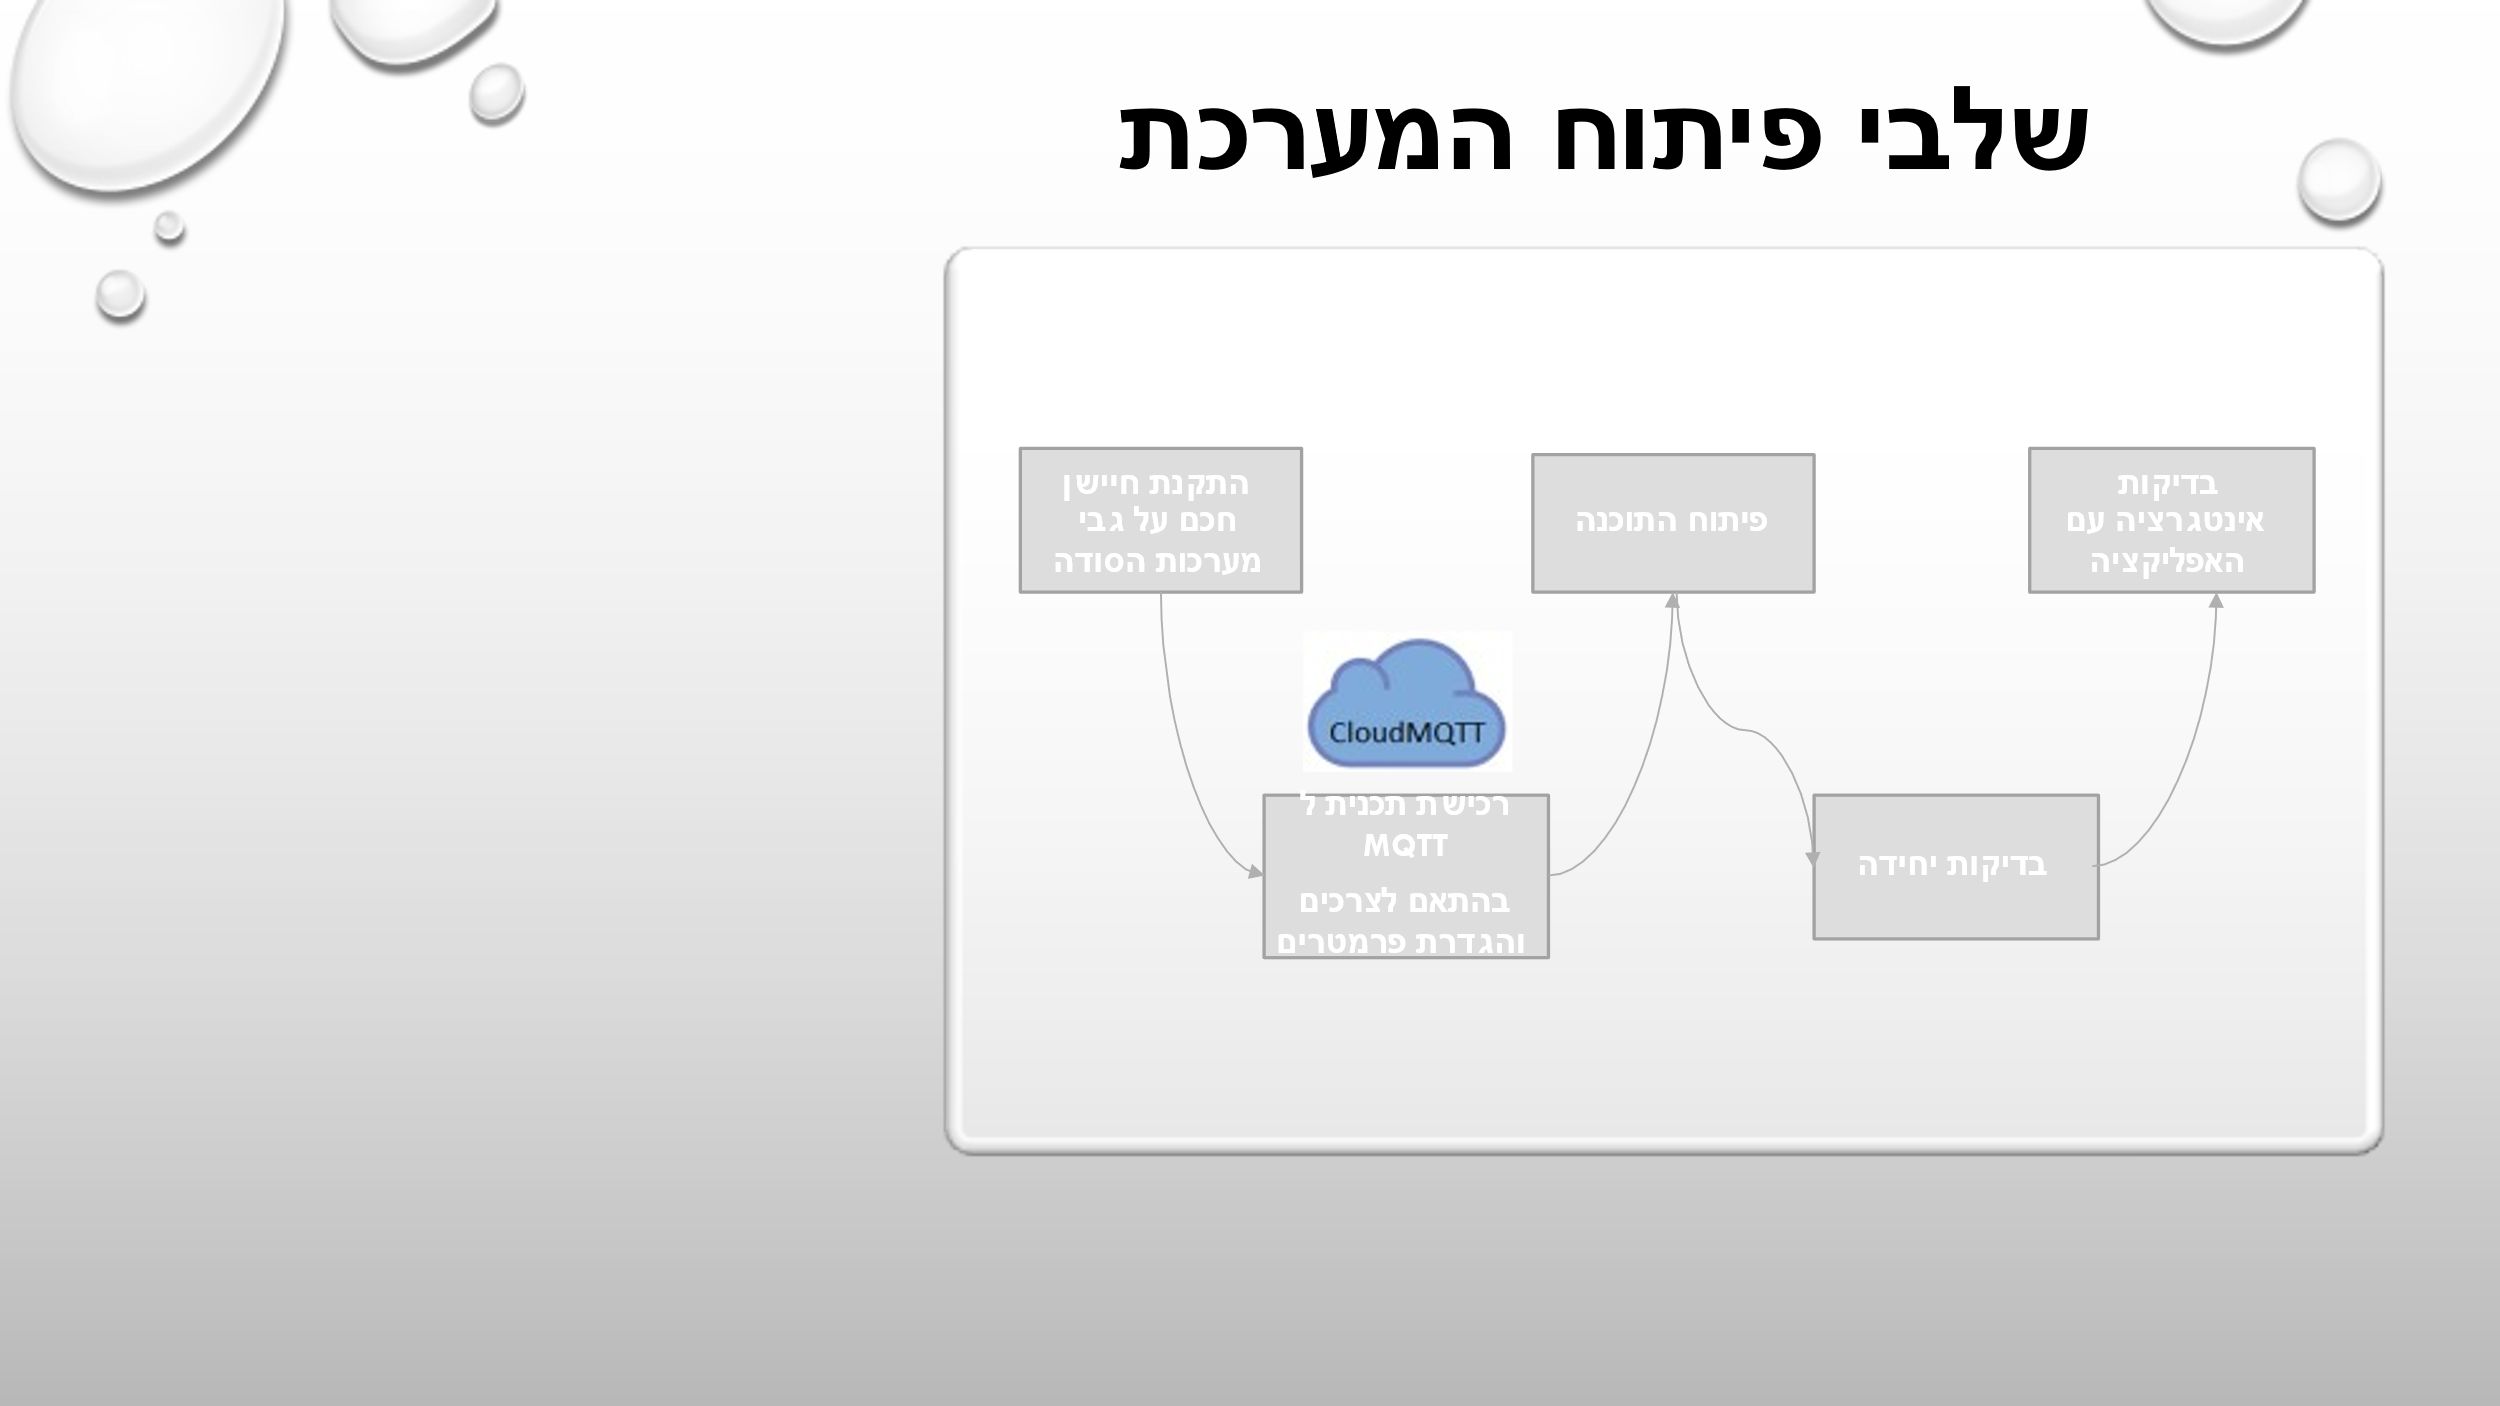 שלבי פיתוח המערכת
התקנת חיישן
חכם על גבי
מערכות הסודה
פיתוח התוכנה
בדיקות
אינטגרציה עם
האפליקציה
CloudMQTT
רכישת תכנית ל
MQTT
בהתאם לצרכים
והגדרת פרמטרים
בדיקות יחידה